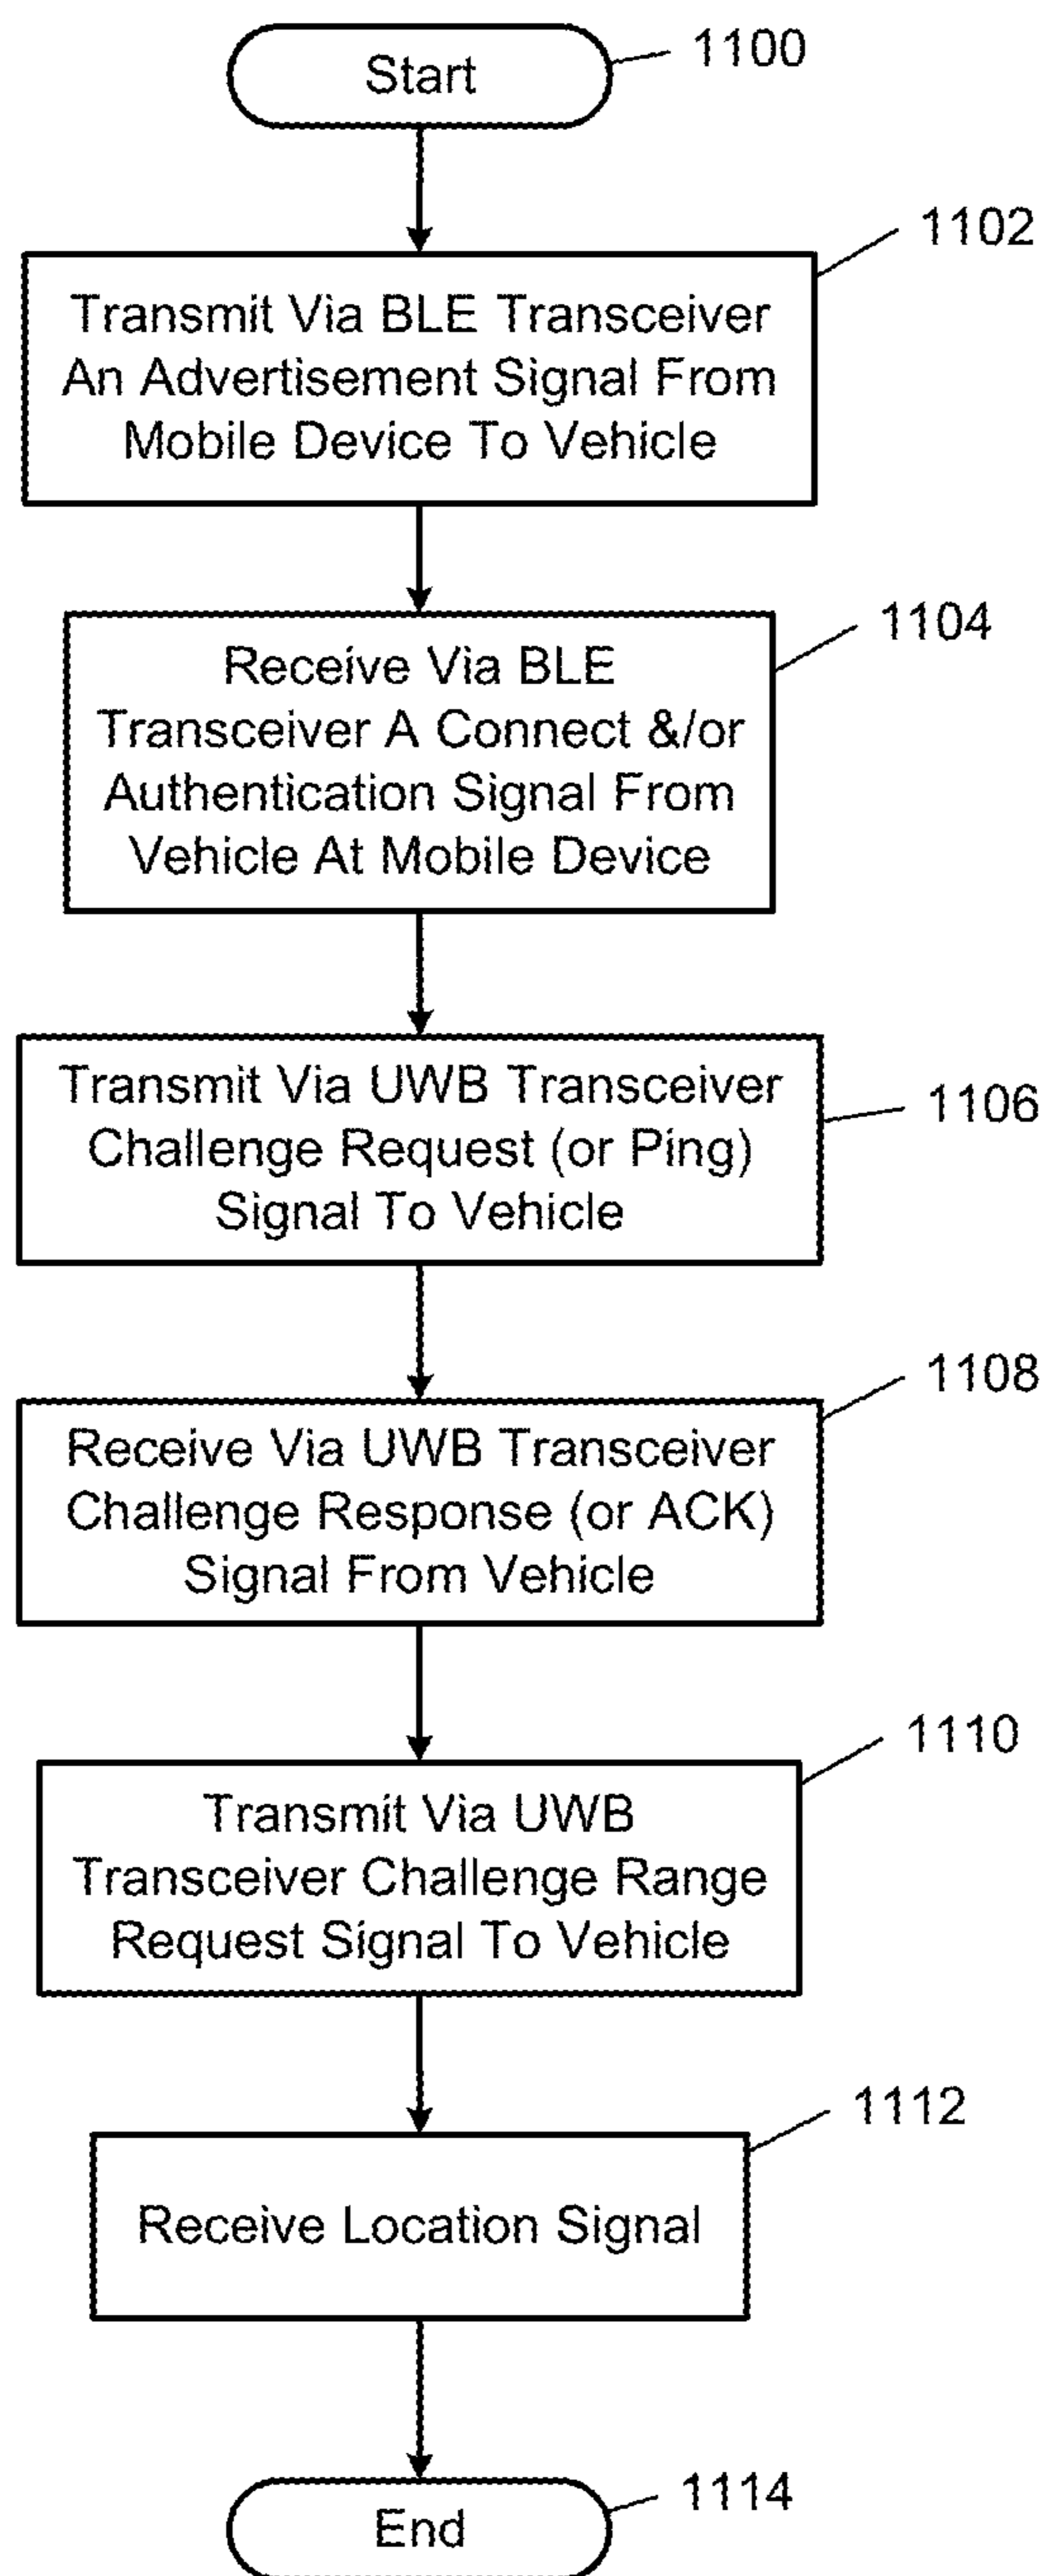 Start
1100
1102
Transmit Via BLE Transceiver
An Advertisement Signal From
Mobile Device To Vehicle
1104
Receive Via BLE
Transceiver A Connect &/or
Authentication Signal From
Vehicle At Mobile Device
1106
Transmit Via UWB Transceiver
Challenge Request (or Ping)
Signal To Vehicle
1108
Receive Via UWB Transceiver
Challenge Response (or ACK)
Signal From Vehicle
1110
Transmit Via UWB
Transceiver Challenge Range
Request Signal To Vehicle
1112
Receive Location Signal
1114
End